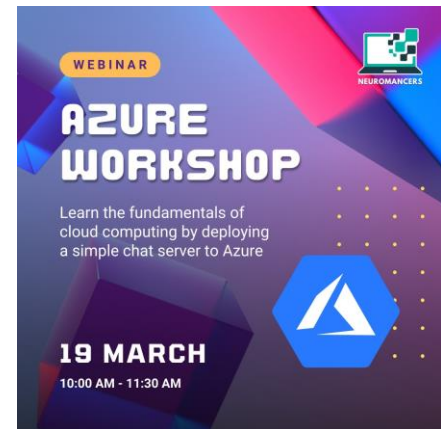 WEBINAR
NEUROMANCERS
AZURE
WORKSHOP
Learn the fundamentals of
cloud computing by deploying
a simple chat server to Azure
19 MARCH
10:00 AM - 11:30 AM